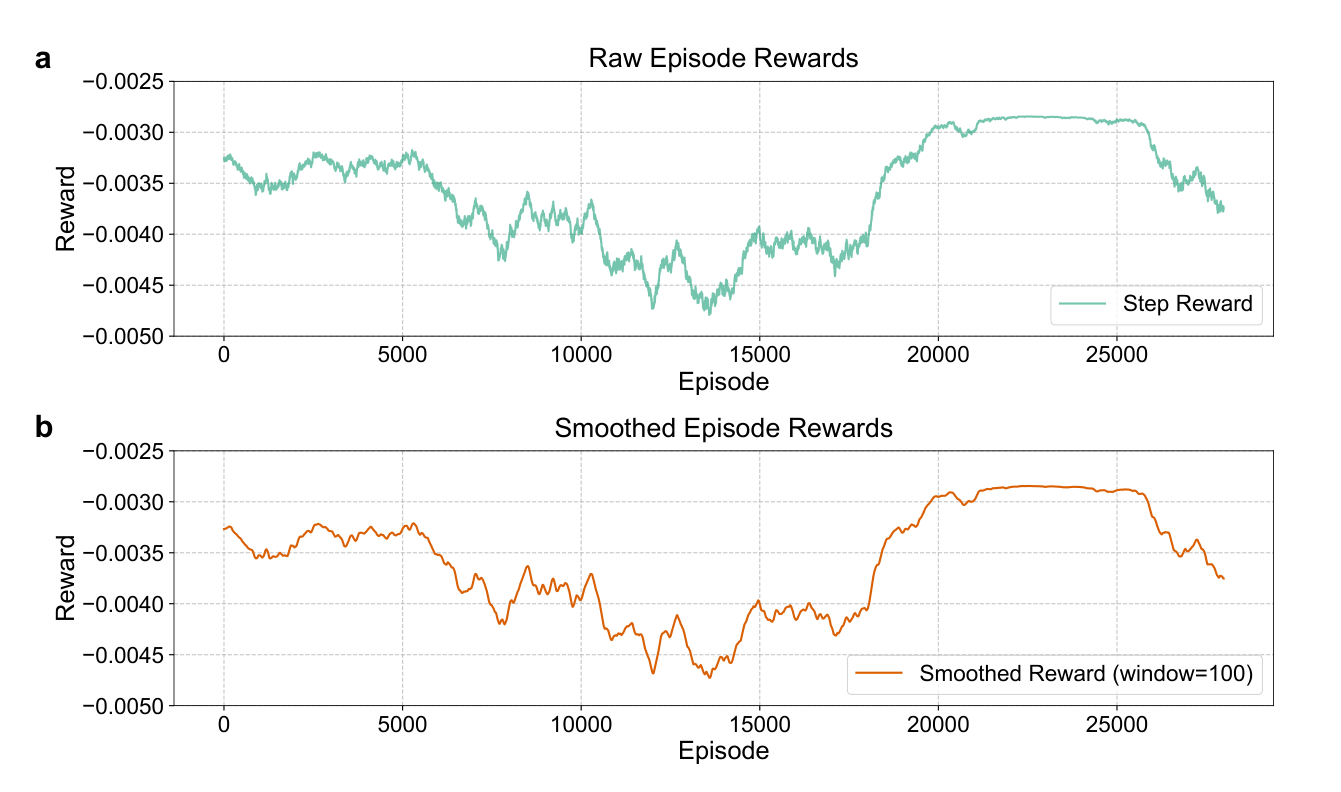 a
Raw Episode Rewards
−0.0025
−0.0030
−0.0035
−0.0040
−0.0045
−0.0050
Reward
Step Reward
0 5000 10000 15000 20000 25000
Episode
b
Smoothed Episode Rewards
−0.0025
−0.0030
−0.0035
−0.0040
−0.0045
−0.0050
Reward
Smoothed Reward (window=100)
0 5000 10000 15000 20000 25000
Episode